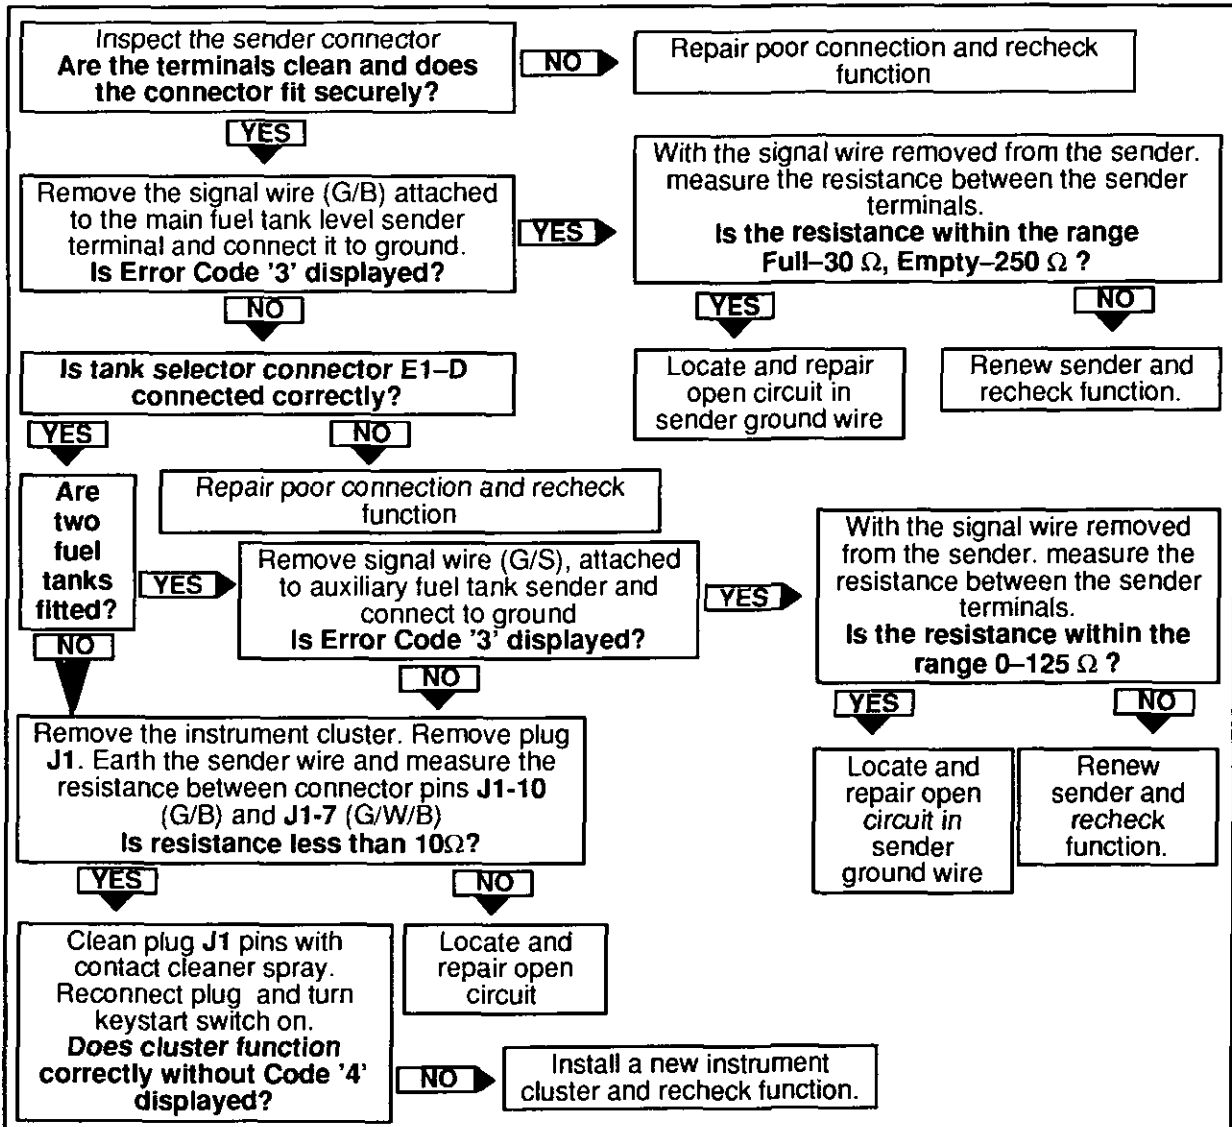 Inspect the sender connector
Are the terminals clean and does
the connector fit securely?
NO
Repair poor connection and recheck
function
YES
Remove the signal wire (G/B) attached
to the main fuel tank level sender
terminal and connect it to ground.
Is Error Code '3' displayed?
YES
With the signal wire removed from the sender.
measure the resistance between the sender
terminals.
Is the resistance within the range
Full–30 Ω, Empty–250 Ω ?
YES
NO
Locate and repair
open circuit in
sender ground wire
Renew sender and
recheck function.
NO
Is tank selector connector E1–D
connected correctly?
YES
NO
Repair poor connection and recheck
function
Are
two
fuel
tanks
fitted?
YES
Remove signal wire (G/S), attached
to auxiliary fuel tank sender and
connect to ground
Is Error Code '3' displayed?
YES
With the signal wire removed
from the sender. measure the
resistance between the sender
terminals.
Is the resistance within the
range 0–125 Ω ?
YES
NO
Locate and
repair open
circuit in
sender
ground wire
Renew
sender and
recheck
function.
NO
NO
Remove the instrument cluster. Remove plug
J1. Earth the sender wire and measure the
resistance between connector pins J1-10
(G/B) and J1-7 (G/W/B)
Is resistance less than 10Ω?
YES
NO
Clean plug J1 pins with
contact cleaner spray.
Reconnect plug and turn
keystart switch on.
Does cluster function
correctly without Code '4'
displayed?
Locate and
repair open
circuit
NO
Install a new instrument
cluster and recheck function.